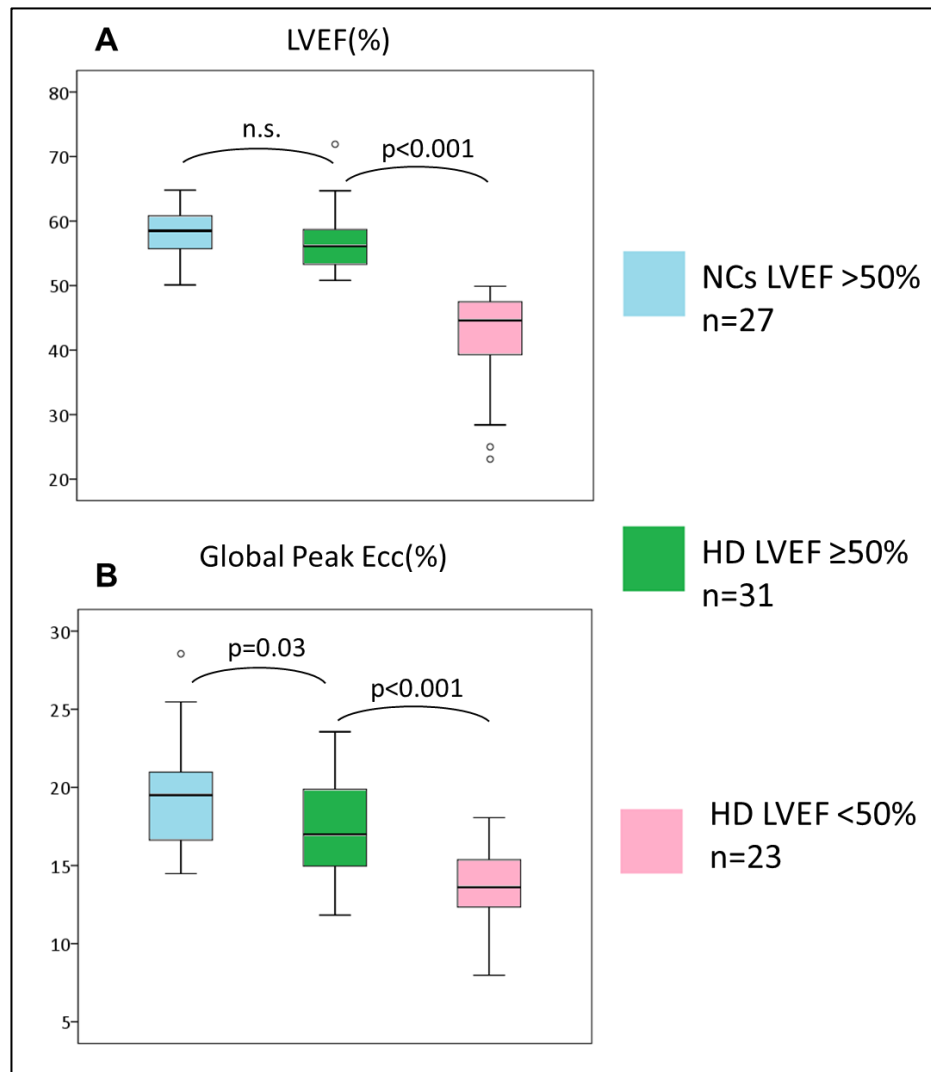 A
LVEF(%)
80
70
60
50
40
30
20
n.s.
p<0.001
NCs LVEF >50%
n=27
HD LVEF ≥50%
n=31
HD LVEF <50%
n=23
B
Global Peak Ecc(%)
30
25
20
15
10
5
p=0.03
p<0.001